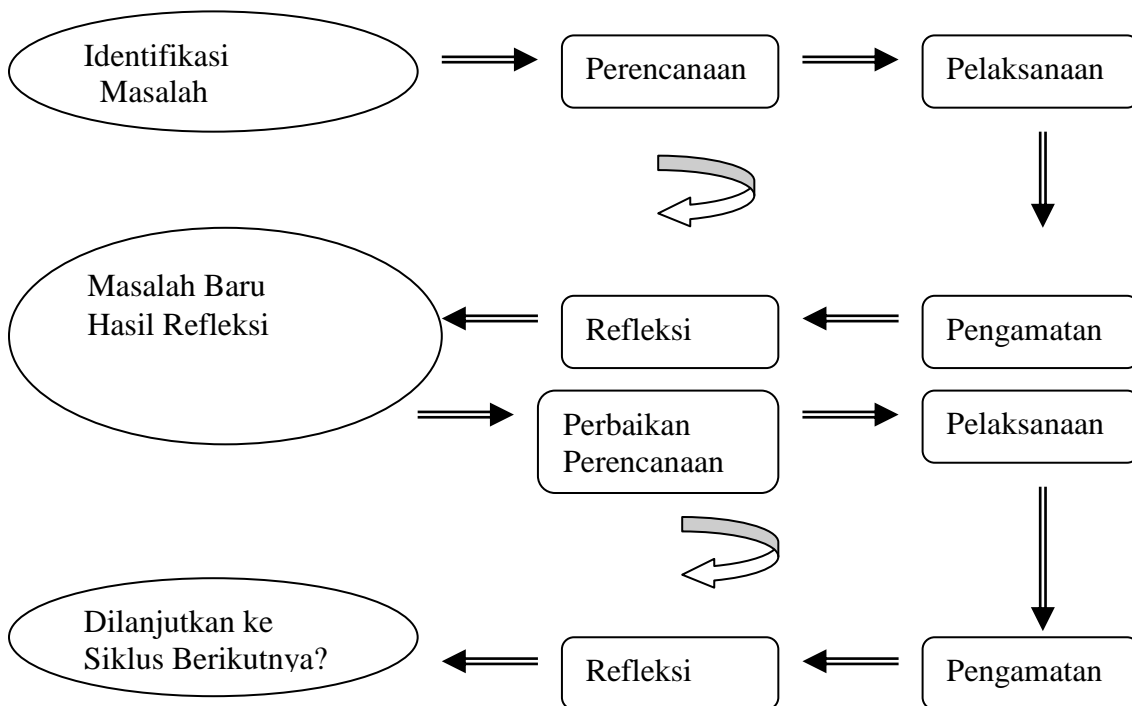 Identifikasi
Masalah
Perencanaan
Pelaksanaan
Masalah Baru
Hasil Refleksi
Refleksi
Pengamatan
Perbaikan
Perencanaan
Pelaksanaan
Dilanjutkan ke
Siklus Berikutnya?
Refleksi
Pengamatan